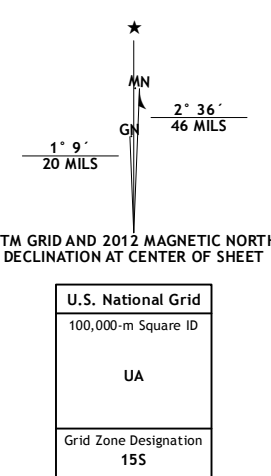 MN
GN
2° 36´
46 MILS
1° 9´
20 MILS
TM GRID AND 2012 MAGNETIC NORTH
DECLINATION AT CENTER OF SHEET
U.S. National Grid
100,000-m Square ID
UA
Grid Zone Designation
15S